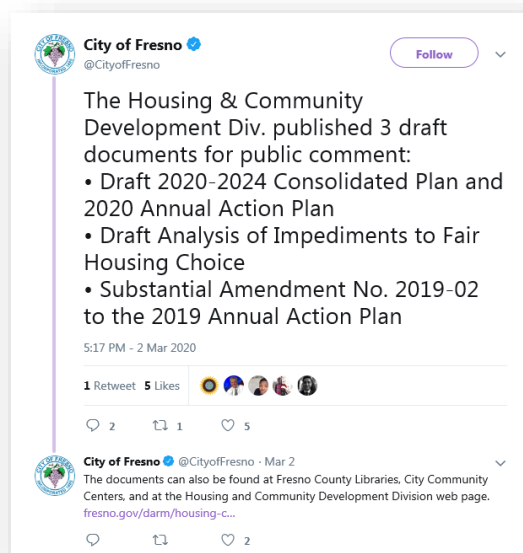 City of Fresno
@CityofFresno
Follow
The Housing & Community
Development Div. published 3 draft
documents for public comment:
• Draft 2020-2024 Consolidated Plan and
2020 Annual Action Plan
• Draft Analysis of Impediments to Fair
Housing Choice
• Substantial Amendment No. 2019-02
to the 2019 Annual Action Plan
5:17 PM - 2 Mar 2020
1 Retweet 5 Likes
2 1 5
City of Fresno @CityofFresno · Mar 2
The documents can also be found at Fresno County Libraries, City Community
Centers, and at the Housing and Community Development Division web page.
fresno.gov/darm/housing-c...
2